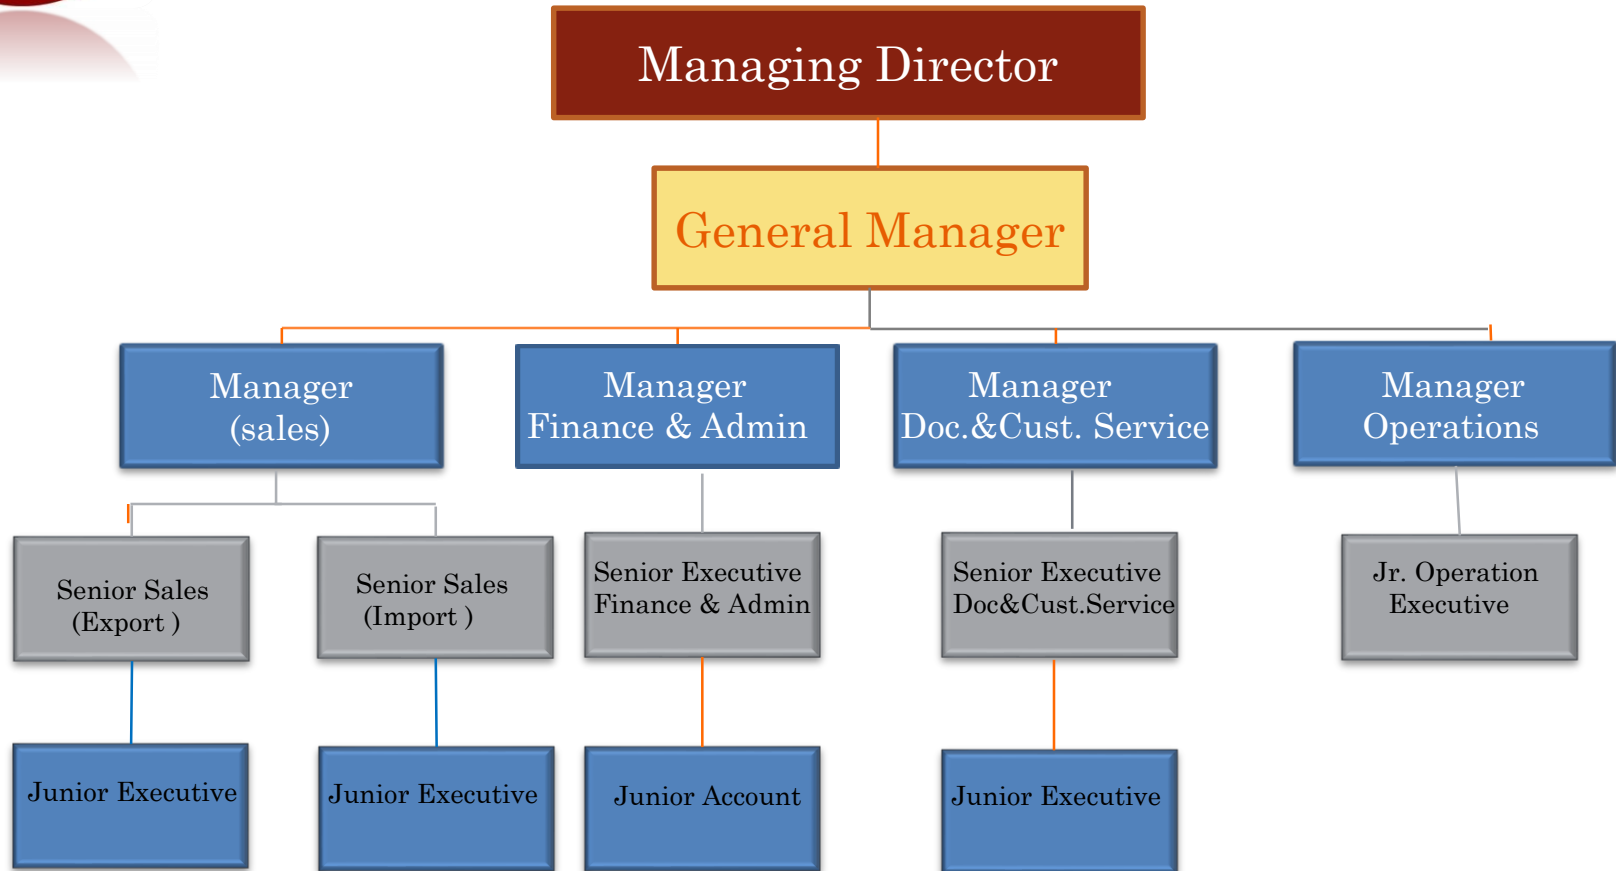 Managing Director
General Manager
Manager
(sales)
Manager
Finance & Admin
Manager
Doc.&Cust. Service
Manager
Operations
Senior Sales
(Export )
Senior Sales
(Import )
Senior Executive
Finance & Admin
Senior Executive
Doc&Cust.Service
Jr. Operation
Executive
Junior Executive
Junior Executive
Junior Account
Junior Executive